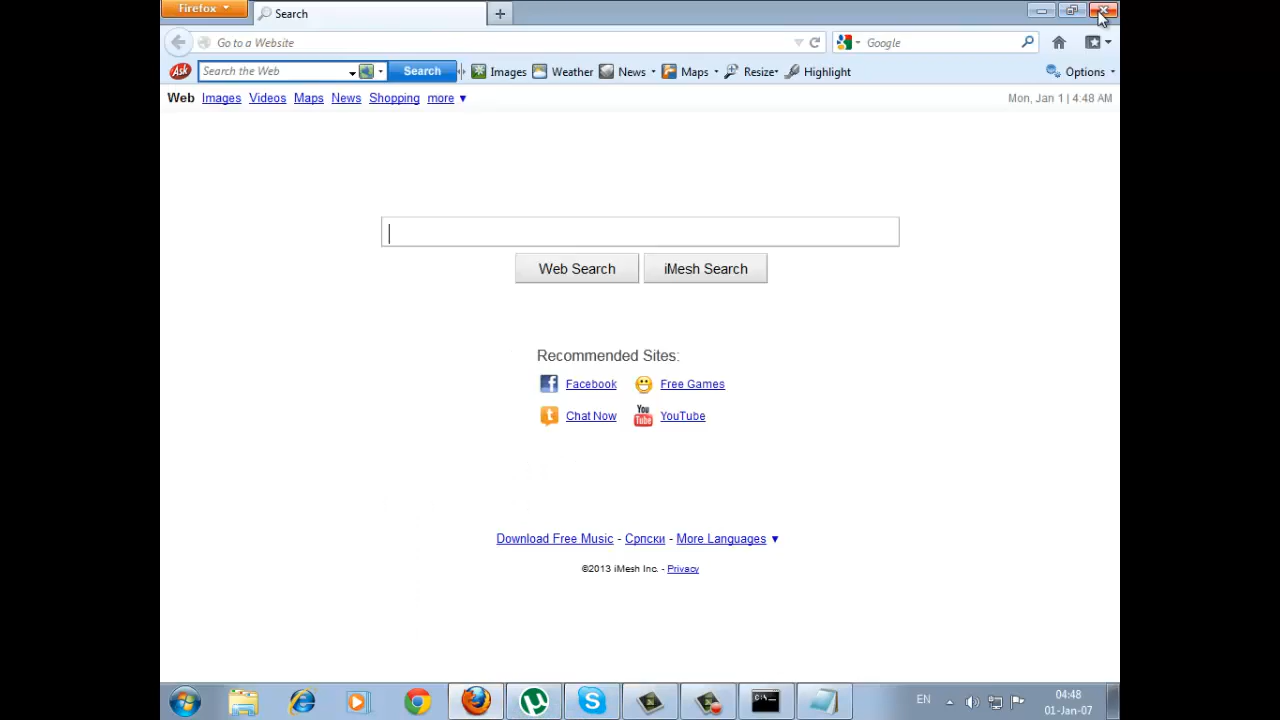 Firefox
Search
Go to a Website
Google
Ask Search the Web Search Images Weather News Maps Resize Highlight Options
Web Images Videos Maps News Shopping more ▼
Mon, Jan 1 | 4:48 AM
Web Search iMesh Search
Recommended Sites:
Facebook Free Games
t Chat Now You Tube YouTube
Download Free Music - Српски - More Languages ▼
©2013 iMesh Inc. - Privacy
EN 04:48
01-Jan-07